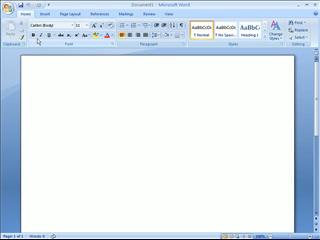 Document1 - Microsoft Word
Home Insert Page Layout References Mailings Review View
Calibri (Body) 11
AaBbCcDc AaBbCcDc AaBbC
¶ Normal ¶ No Spaci... Heading 1
Change Styles
Find
Replace
Select
Paste
Clipboard Font Paragraph Styles Editing
Page: 1 of 1 Words: 0 100%